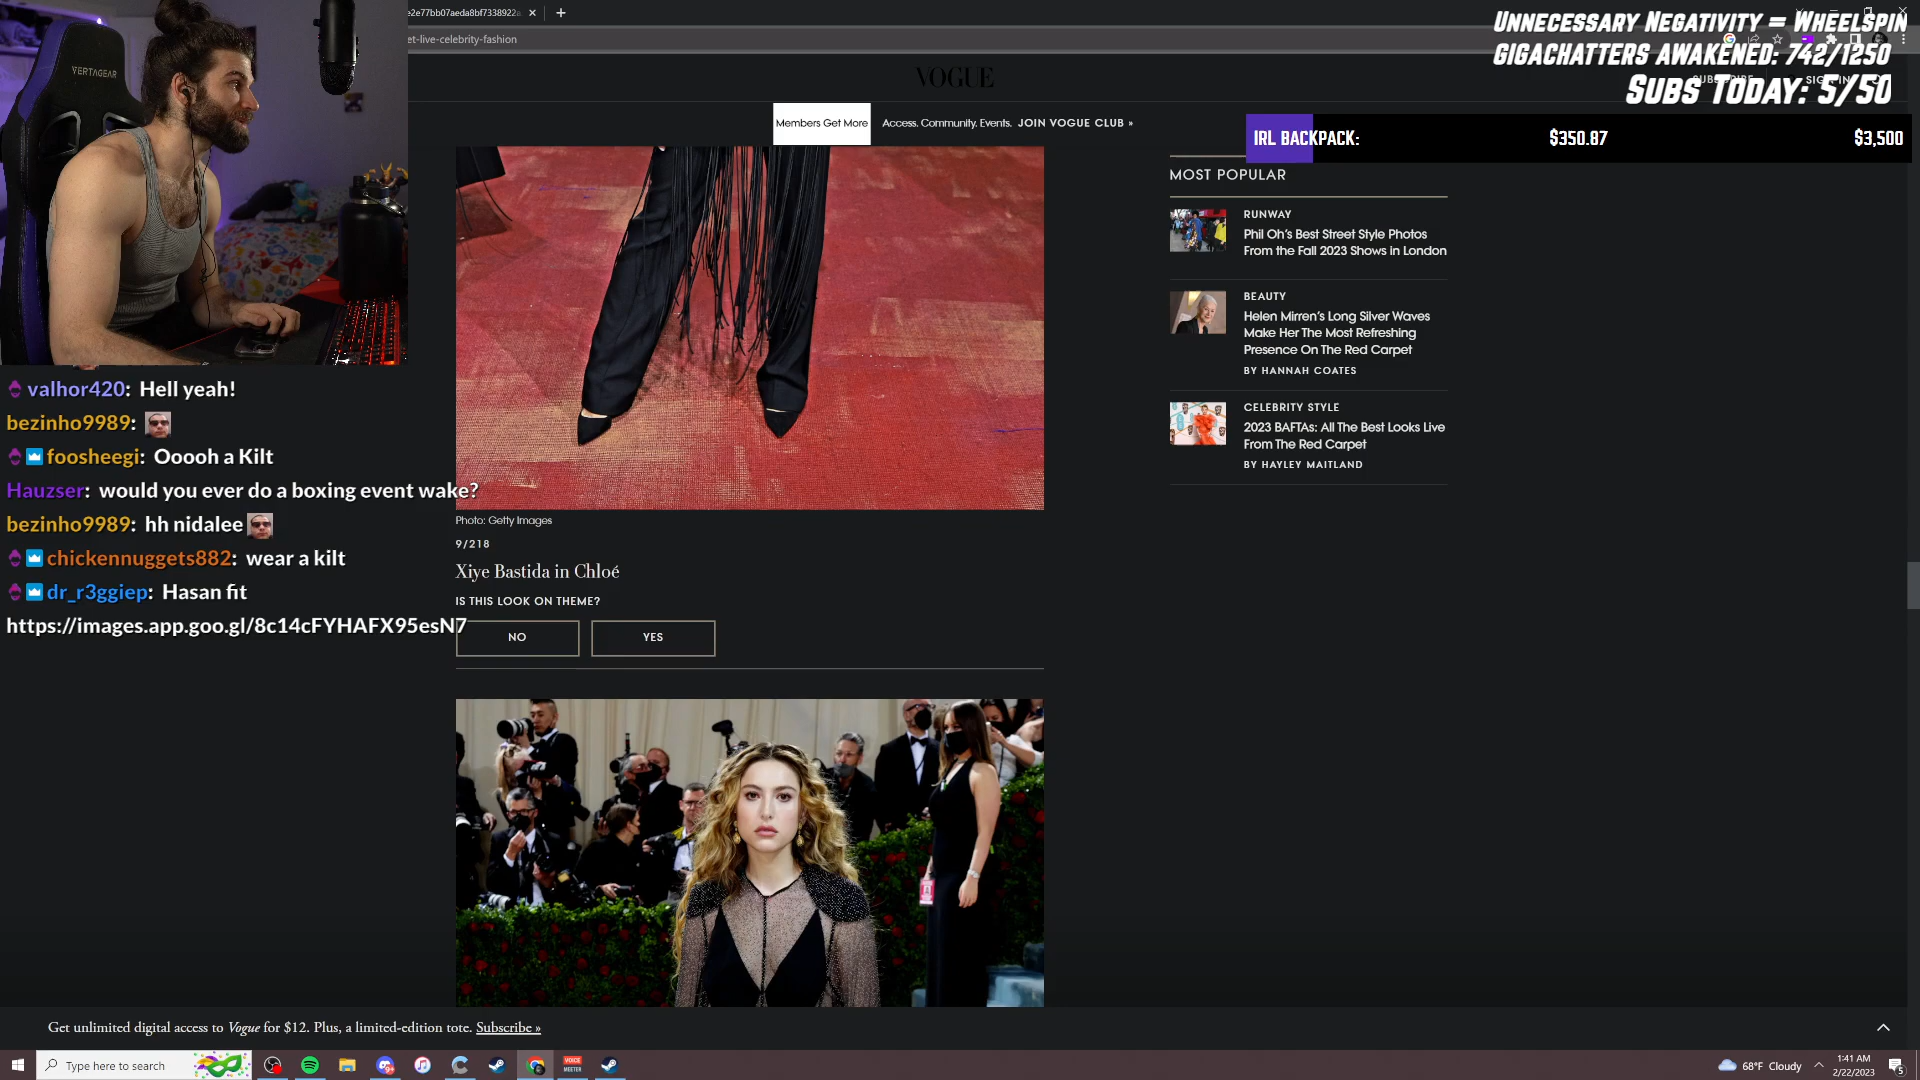 e2e77bb07aeda8bf7338922a
et-live-celebrity-fashion
UNNECESSARY NEGATIVITY = WHEELSPIN
GIGACHATTERS AWAKENED: 742/1250
SUBS TODAY: 5/50
IRL BACKPACK: $350.87 $3,500
VERTAGEAR
VOGUE
SUBSCRIBE
SIGN IN
Members Get More Access. Community. Events. JOIN VOGUE CLUB »
valhor420: Hell yeah!
bezinho9989:
foosheegi: Ooooh a Kilt
Hauzser: would you ever do a boxing event wake?
bezinho9989: hh nidalee
chickennuggets882: wear a kilt
dr_r3ggiep: Hasan fit
https://images.app.goo.gl/8c14cFYHAFX95esN7
Photo: Getty Images
9/218
Xiye Bastida in Chloé
IS THIS LOOK ON THEME?
NO YES
MOST POPULAR
RUNWAY
Phil Oh's Best Street Style Photos
From the Fall 2023 Shows in London
BEAUTY
Helen Mirren's Long Silver Waves
Make Her The Most Refreshing
Presence On The Red Carpet
BY HANNAH COATES
CELEBRITY STYLE
2023 BAFTAs: All The Best Looks Live
From The Red Carpet
BY HAYLEY MAITLAND
Get unlimited digital access to Vogue for $12. Plus, a limited-edition tote. Subscribe »
Type here to search
VOICE
MEETER
68°F Cloudy
1:41 AM
2/22/2023
5